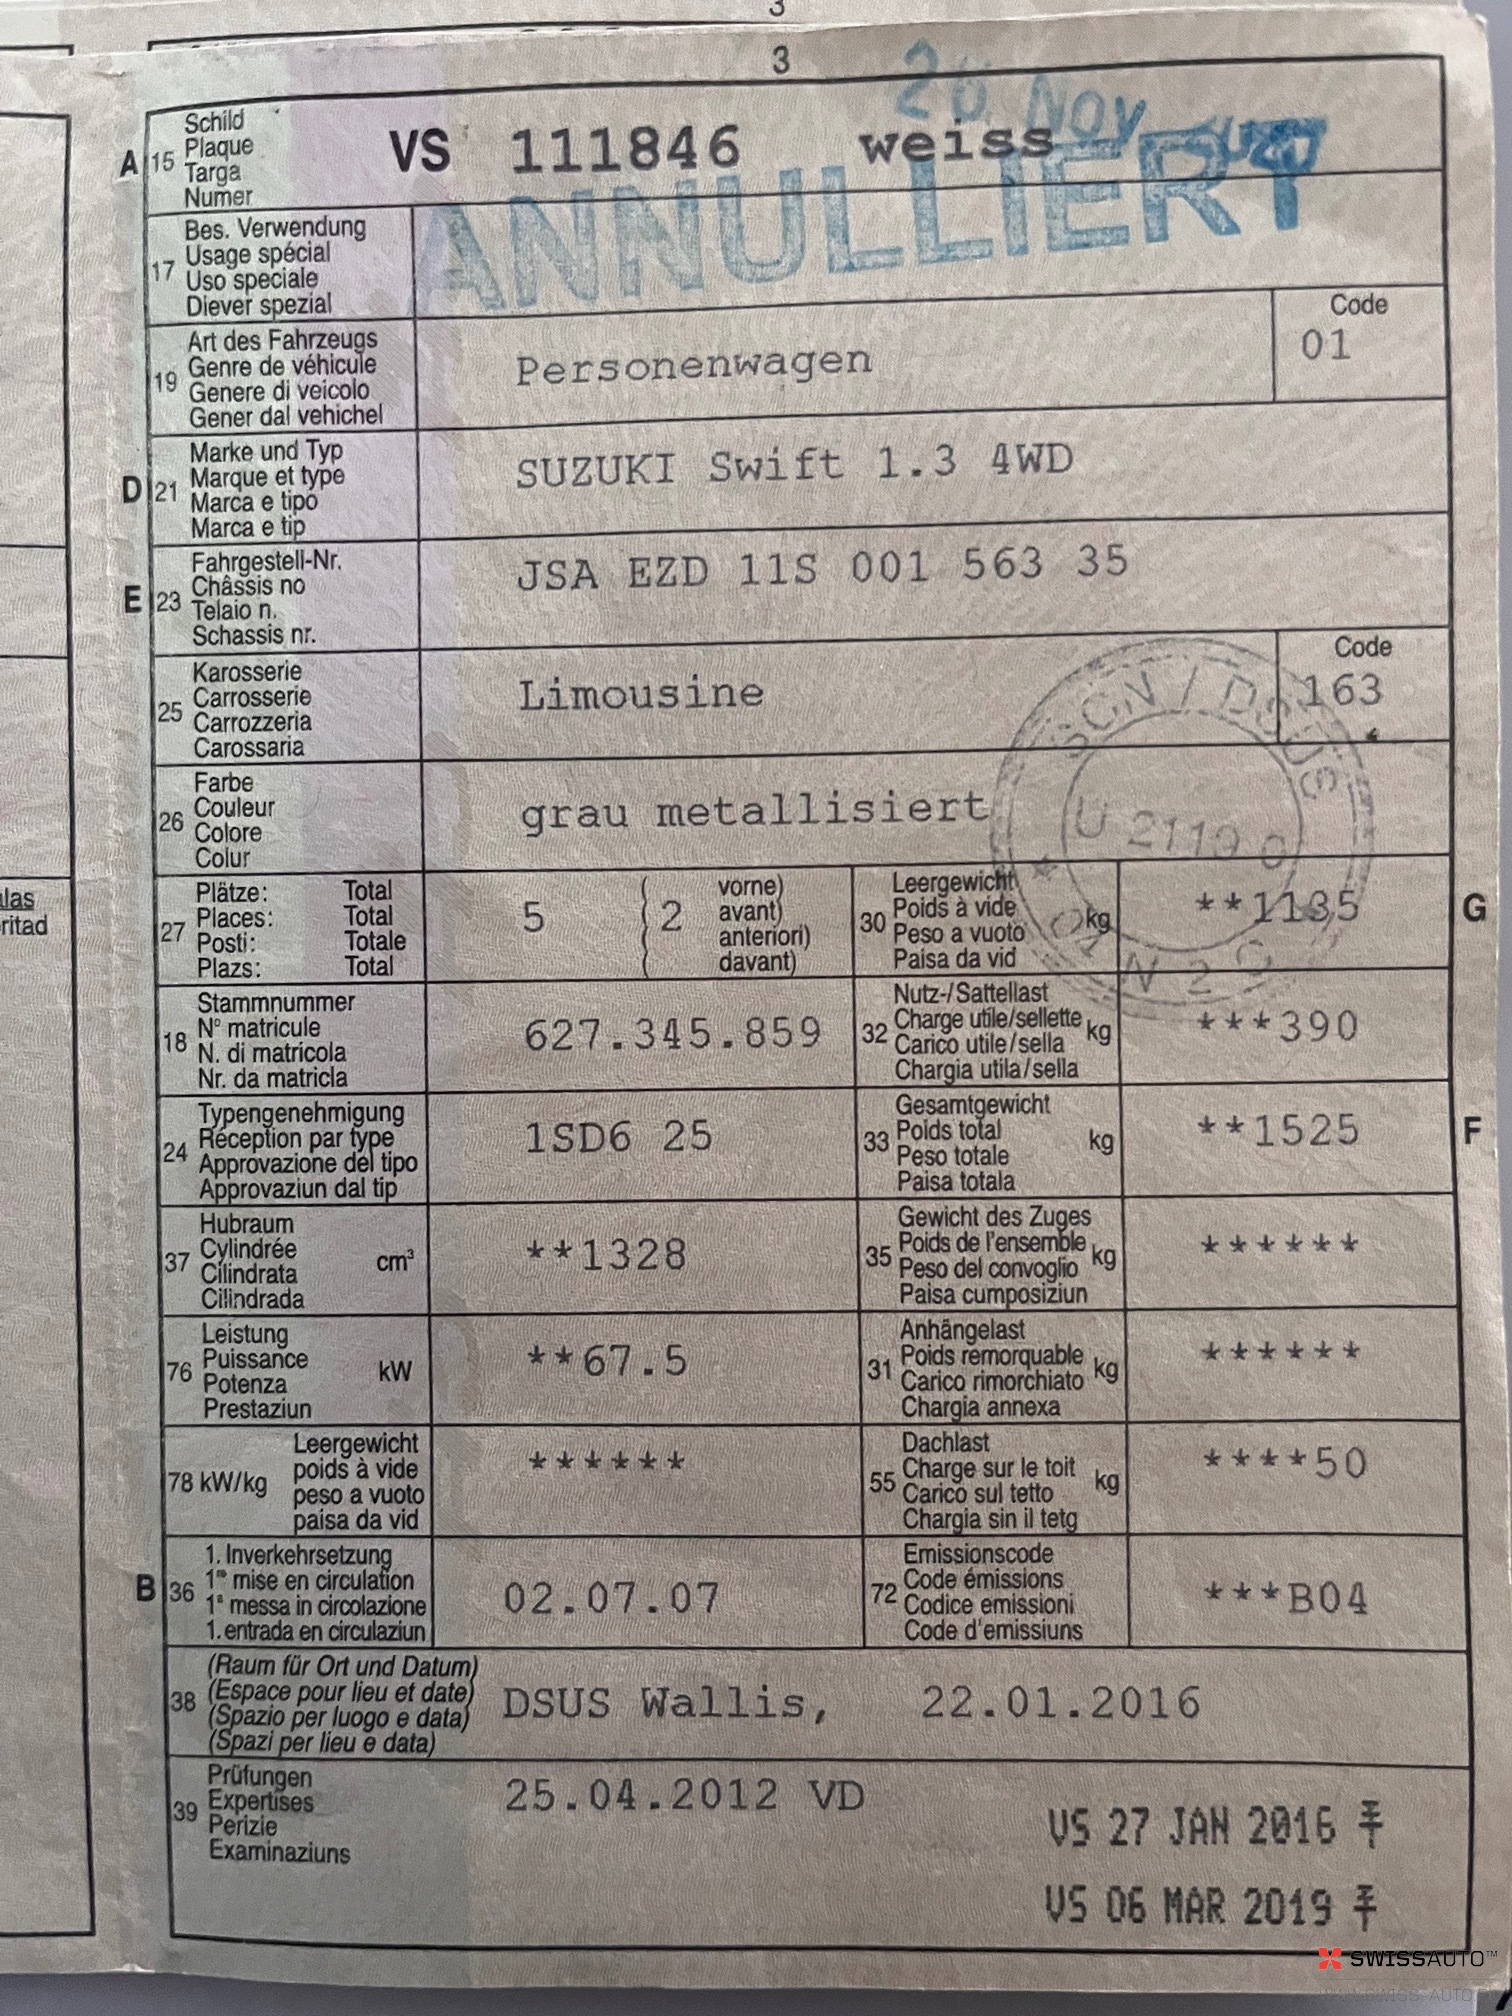 3
3
20 Nov
ANNULLIERT
A 15 Schild
Plaque
Targa
Numer
VS 111846 weiss
17 Bes. Verwendung
Usage spécial
Uso speciale
Diever spezial
19 Art des Fahrzeugs
Genre de véhicule
Genere di veicolo
Gener dal vehichel
Personenwagen
Code
01
D 21 Marke und Typ
Marque et type
Marca e tipo
Marca e tip
SUZUKI Swift 1.3 4WD
E 23 Fahrgestell-Nr.
Châssis no
Telaio n.
Schassis nr.
JSA EZD 11S 001 563 35
25 Karosserie
Carrosserie
Carrozzeria
Carossaria
Limousine
Code
163
SCN / DSUS
U 2119 0
26 Farbe
Couleur
Colore
Colur
grau metallisiert
las
ritad
27 Plätze: Total
Places: Total
Posti: Totale
Plazs: Total
5 ( 2 vorne)
avant)
anteriori)
davant)
30 Leergewicht
Poids à vide
Peso a vuoto
Paisa da vid
kg
**1135
G
18 Stammnummer
N° matricule
N. di matricola
Nr. da matricla
627.345.859
32 Nutz-/Sattellast
Charge utile/sellette
Carico utile/sella
Chargia utila/sella
kg
***390
24 Typengenehmigung
Réception par type
Approvazione del tipo
Approvaziun dal tip
1SD6 25
33 Gesamtgewicht
Poids total
Peso totale
Paisa totala
kg
**1525
F
37 Hubraum
Cylindrée
Cilindrata
Cilindrada
cm³
**1328
35 Gewicht des Zuges
Poids de l'ensemble
Peso del convoglio
Paisa cumposiziun
kg
******
76 Leistung
Puissance
Potenza
Prestaziun
kW
**67.5
31 Anhängelast
Poids remorquable
Carico rimorchiato
Chargia annexa
kg
******
78 kW/kg
Leergewicht
poids à vide
peso a vuoto
paisa da vid
******
55 Dachlast
Charge sur le toit
Carico sul tetto
Chargia sin il tetg
kg
****50
B 36 1. Inverkehrsetzung
1re mise en circulation
1a messa in circolazione
1. entrada en circulaziun
02.07.07
72 Emissionscode
Code émissions
Codice emissioni
Code d'emissiuns
***B04
38 (Raum für Ort und Datum)
(Espace pour lieu et date)
(Spazio per luogo e data)
(Spazi per lieu e data)
DSUS Wallis, 22.01.2016
39 Prüfungen
Expertises
Perizie
Examinaziuns
25.04.2012 VD
VS 27 JAN 2016
VS 06 MAR 2019
SWISSAUTO™